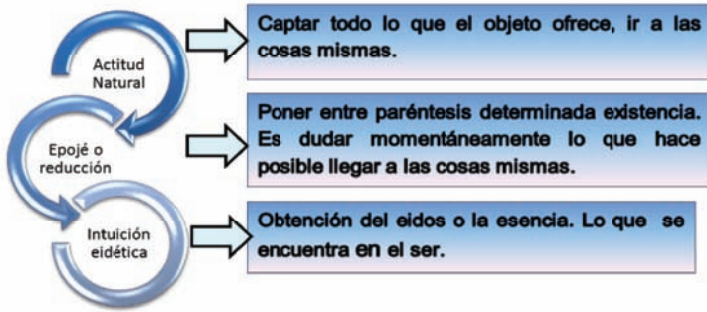 Actitud
Natural
Captar todo lo que el objeto ofrece, ir a las
cosas mismas.
Epojé o
reducción
Poner entre paréntesis determinada existencia.
Es dudar momentáneamente lo que hace
posible llegar a las cosas mismas.
Intuición
eidética
Obtención del eidos o la esencia. Lo que se
encuentra en el ser.